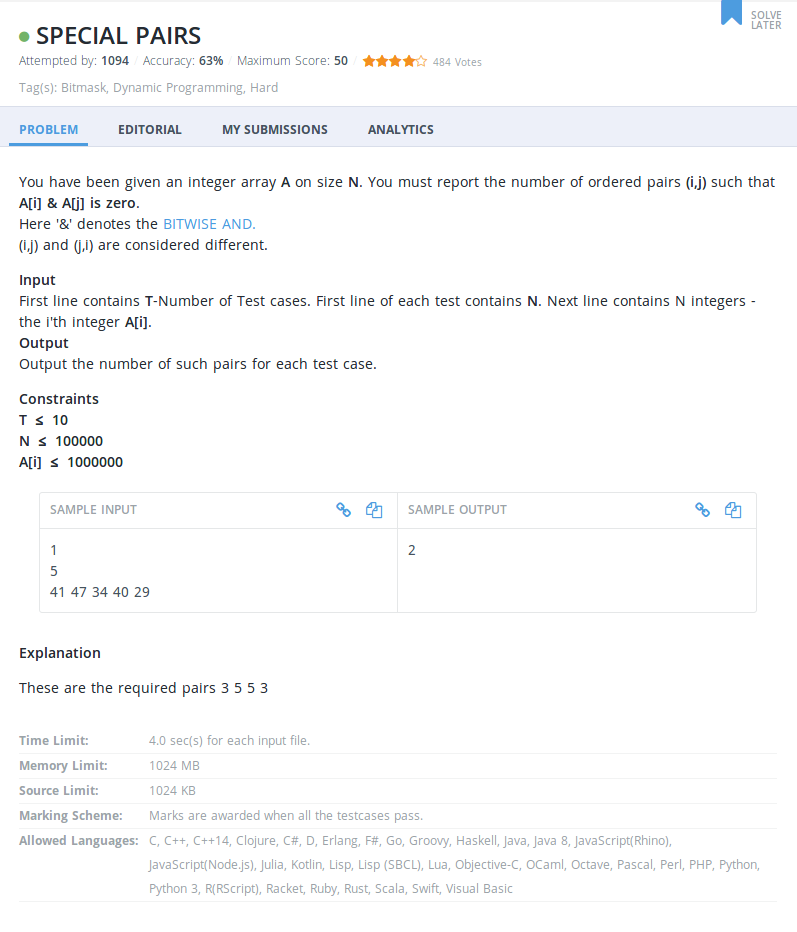 SOLVE
LATER
SPECIAL PAIRS
Attempted by: 1094 / Accuracy: 63% / Maximum Score: 50 / 484 Votes
Tag(s): Bitmask, Dynamic Programming, Hard
PROBLEM EDITORIAL MY SUBMISSIONS ANALYTICS
You have been given an integer array A on size N. You must report the number of ordered pairs (i,j) such that
A[i] & A[j] is zero.
Here '&' denotes the BITWISE AND.
(i,j) and (j,i) are considered different.
Input
First line contains T-Number of Test cases. First line of each test contains N. Next line contains N integers -
the i'th integer A[i].
Output
Output the number of such pairs for each test case.
Constraints
T ≤ 10
N ≤ 100000
A[i] ≤ 1000000
SAMPLE INPUT SAMPLE OUTPUT
1 2
5
41 47 34 40 29
Explanation
These are the required pairs 3 5 5 3
Time Limit: 4.0 sec(s) for each input file.
Memory Limit: 1024 MB
Source Limit: 1024 KB
Marking Scheme: Marks are awarded when all the testcases pass.
Allowed Languages: C, C++, C++14, Clojure, C#, D, Erlang, F#, Go, Groovy, Haskell, Java, Java 8, JavaScript(Rhino),
JavaScript(Node.js), Julia, Kotlin, Lisp, Lisp (SBCL), Lua, Objective-C, OCaml, Octave, Pascal, Perl, PHP, Python,
Python 3, R(RScript), Racket, Ruby, Rust, Scala, Swift, Visual Basic